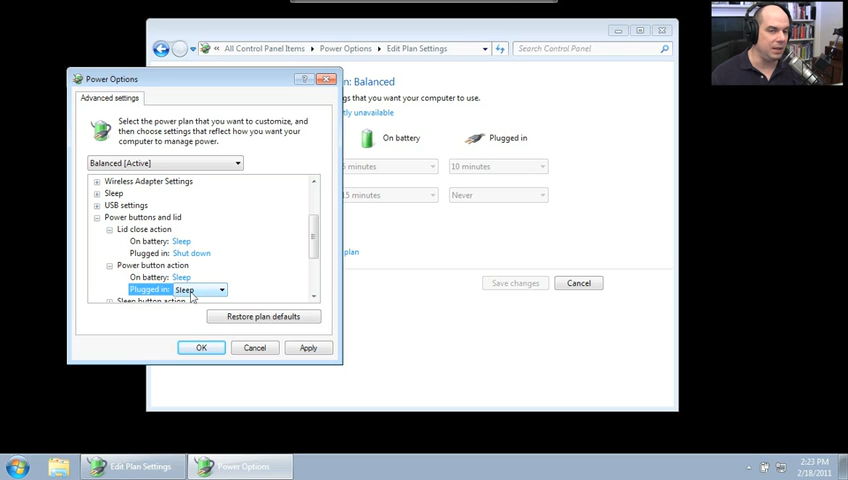 All Control Panel Items
Power Options
Edit Plan Settings
Search Control Panel
Power Options
Advanced settings
Select the power plan that you want to customize, and
then choose settings that reflect how you want your
computer to manage power.
Balanced [Active]
Wireless Adapter Settings
Sleep
USB settings
Power buttons and lid
Lid close action
On battery: Sleep
Plugged in: Shut down
Power button action
On battery: Sleep
Plugged in: Sleep
Sleep button action
Restore plan defaults
OK
Cancel
Apply
n: Balanced
gs that you want your computer to use.
tly unavailable
On battery
Plugged in
minutes
10 minutes
15 minutes
Never
plan
Save changes
Cancel
Edit Plan Settings
Power Options
2:23 PM
2/18/2011